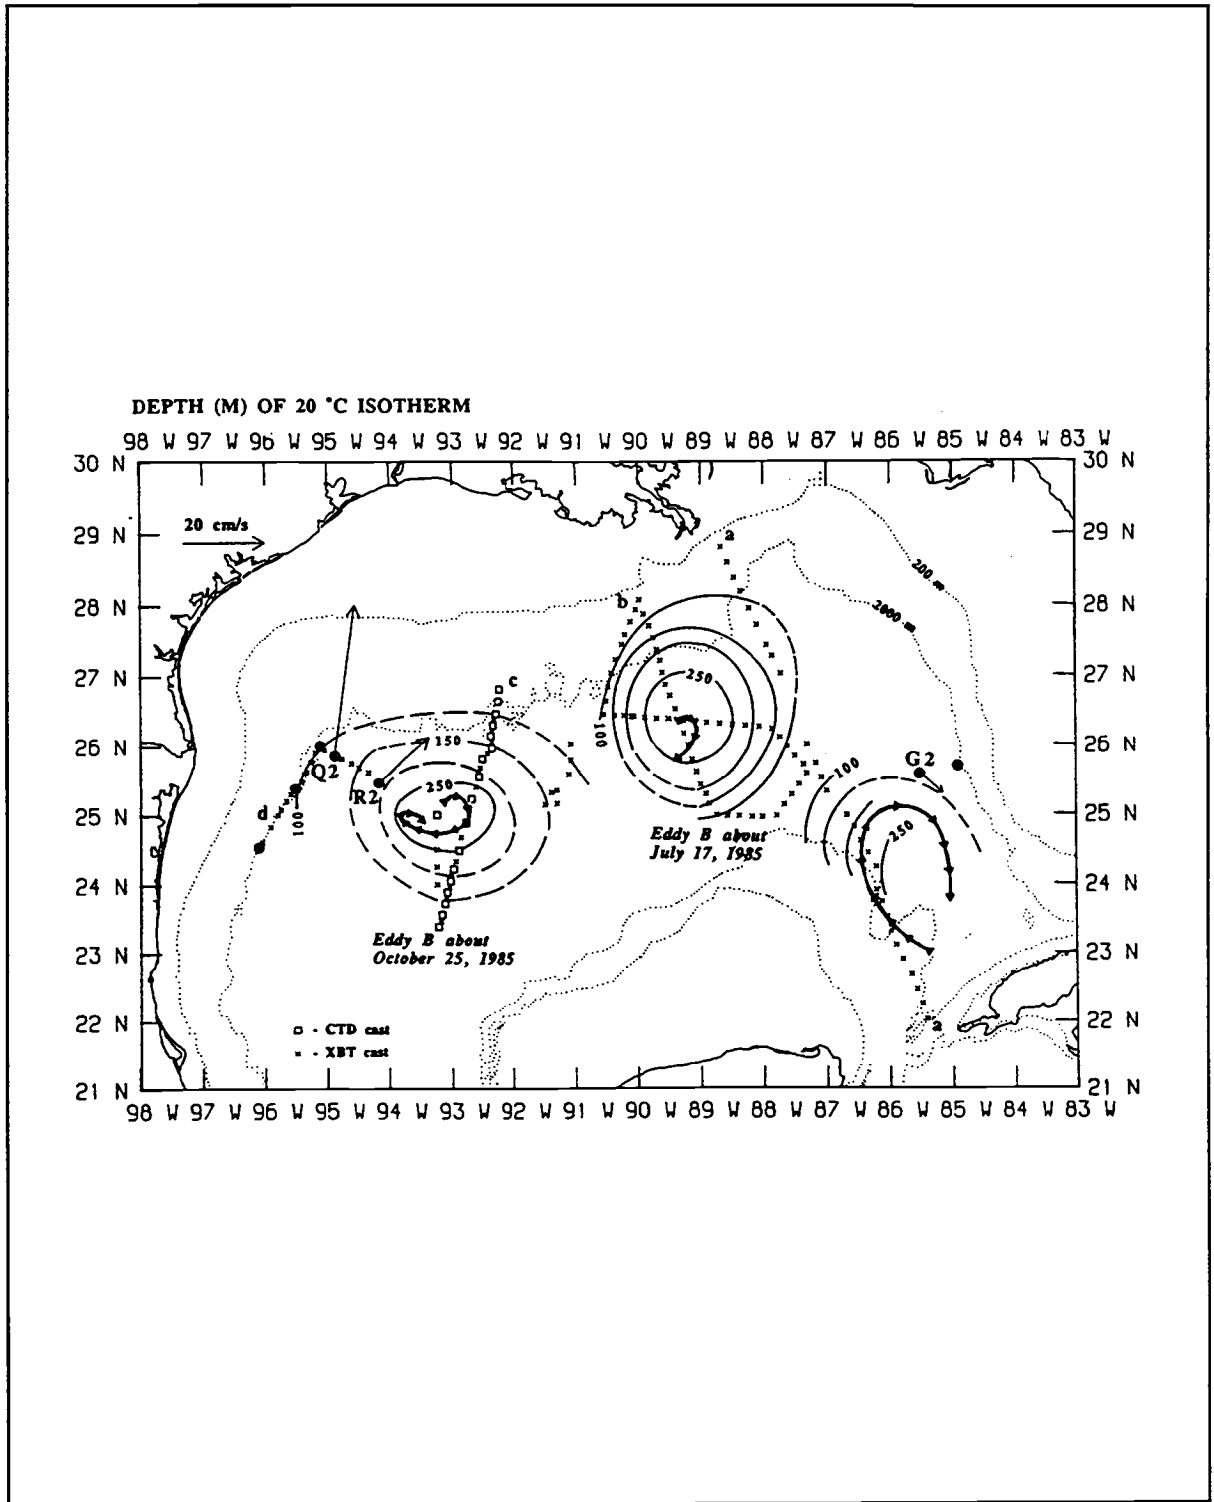 DEPTH (M) OF 20 °C ISOTHERM
98 W 97 W 96 W 95 W 94 W 93 W 92 W 91 W 90 W 89 W 88 W 87 W 86 W 85 W 84 W 83 W
30 N 30 N
20 cm/s
29 N 29 N
a
200 m
b
2000 m
28 N 28 N
c
250
27 N 27 N
100
150
26 N 26 N
Q2
G2
R2
100
250
d
100
25 N 25 N
Eddy B about
July 17, 1985
250
24 N 24 N
Eddy B about
October 25, 1985
23 N 23 N
a
22 N 22 N
□ - CTD cast
x - XBT cast
21 N 21 N
98 W 97 W 96 W 95 W 94 W 93 W 92 W 91 W 90 W 89 W 88 W 87 W 86 W 85 W 84 W 83 W